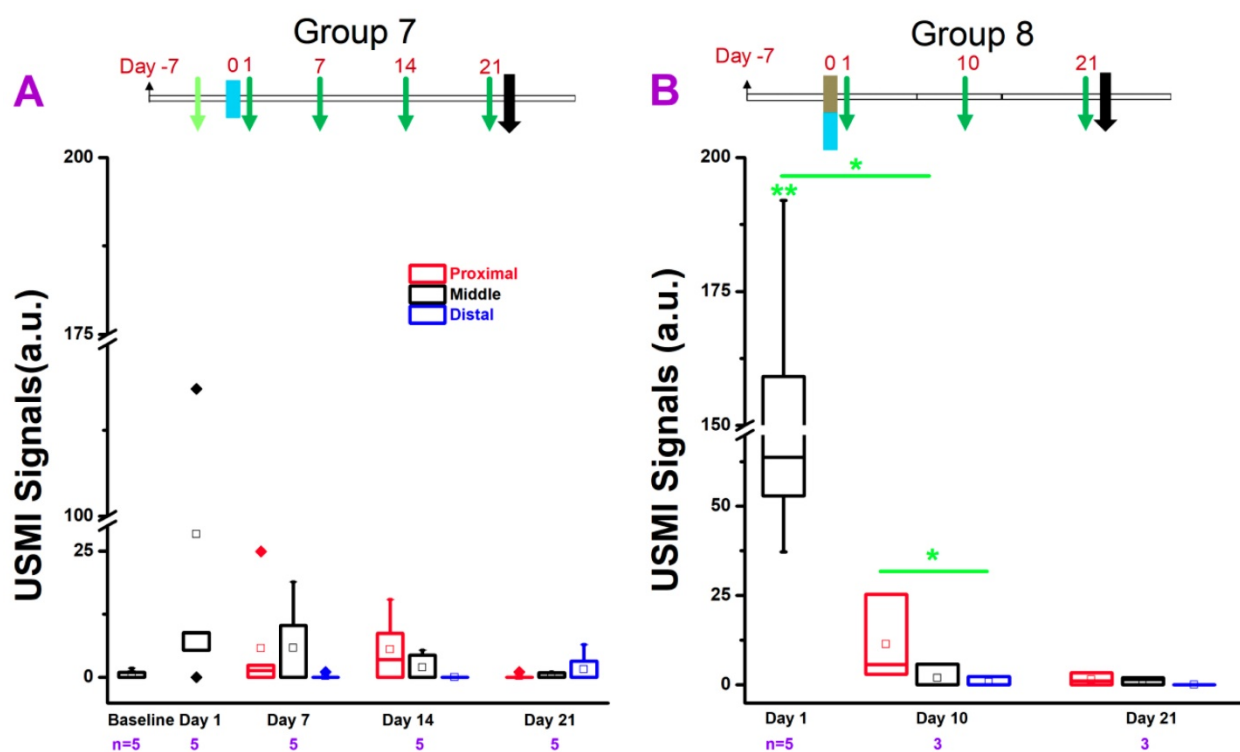 Group 7
Group 8
A
Day -7
0
1
7
14
21
B
Day -7
0
1
10
21
USMI Signals(a.u.)
200
175
100
25
0
Proximal
Middle
Distal
Baseline
Day 1
Day 7
Day 14
Day 21
n=5
5
5
5
5
USMI Signals (a.u.)
200
175
150
50
25
0
*
**
*
Day 1
Day 10
Day 21
n=5
3
3